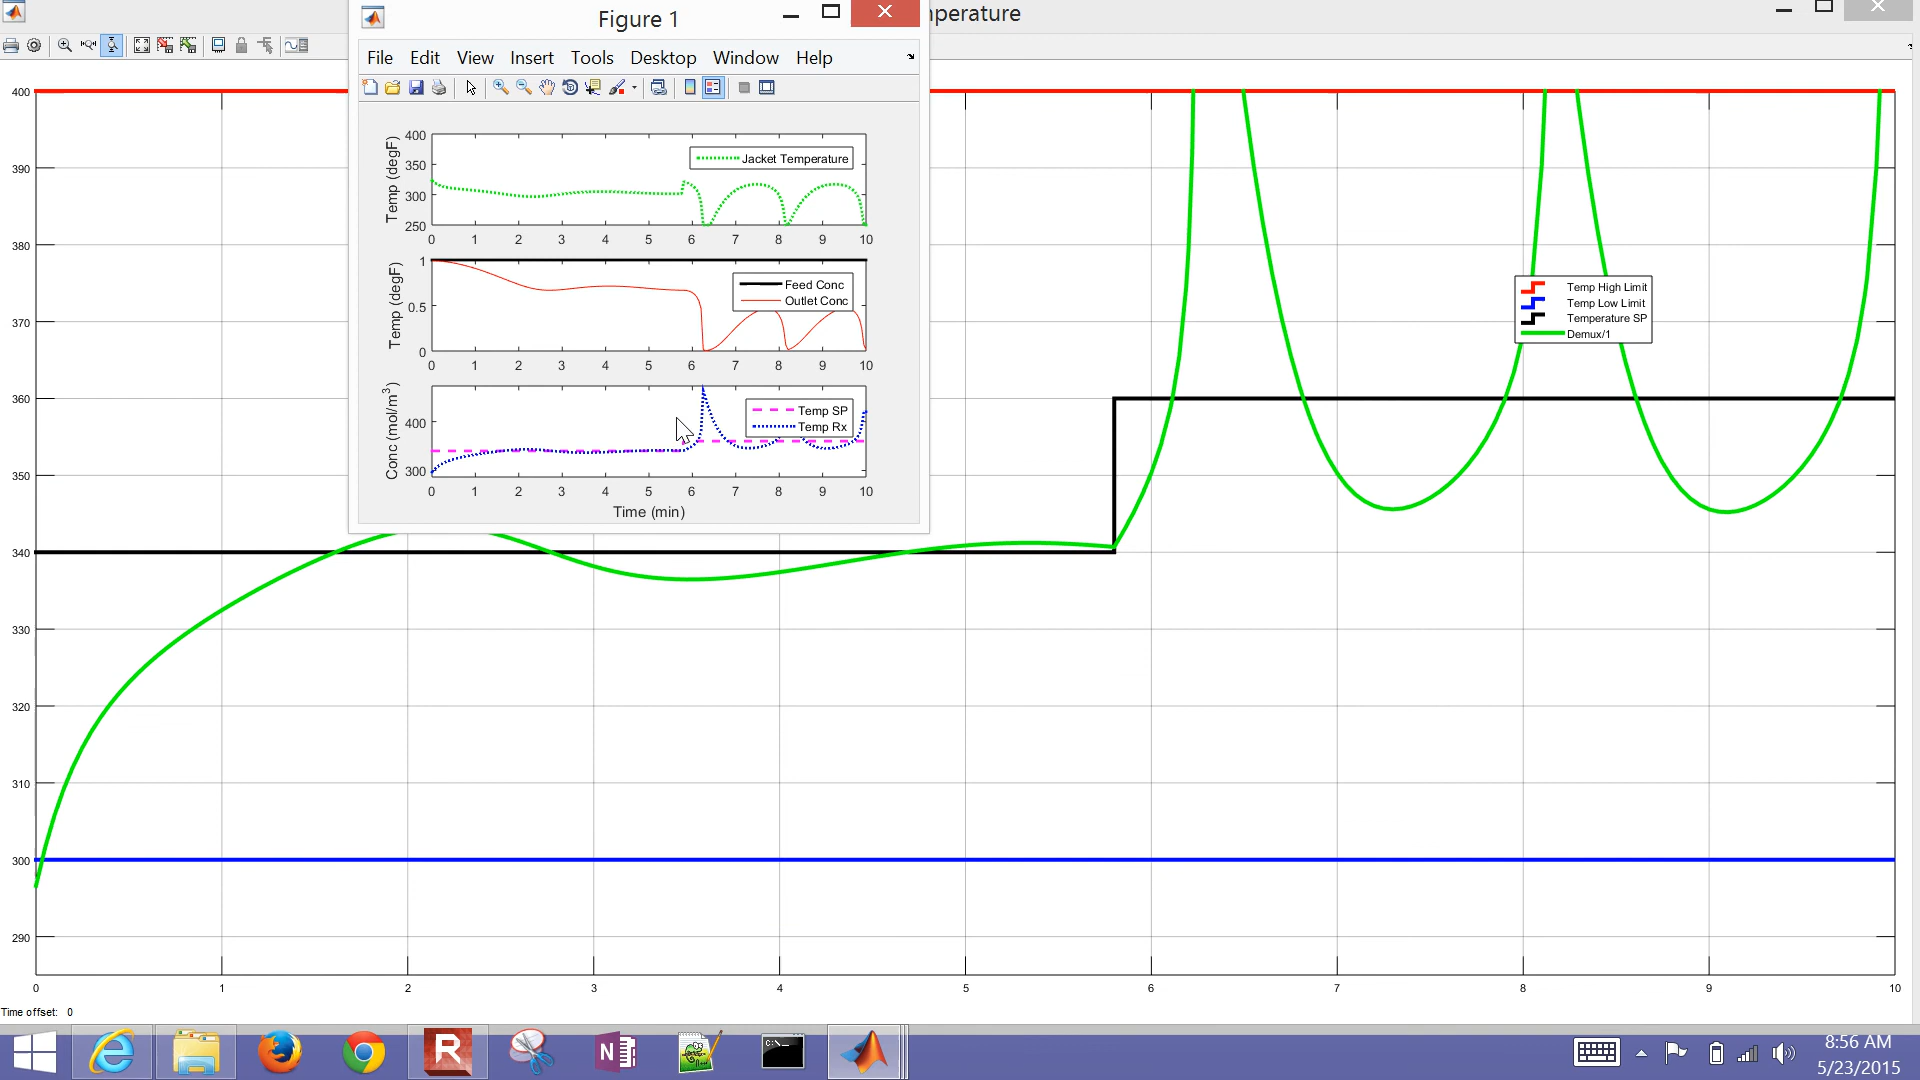 Figure 1
perature
File Edit View Insert Tools Desktop Window Help
400
390
380
370
360
350
340
330
320
310
300
290
0 1 2 3 4 5 6 7 8 9 10
Time offset: 0
Temp (degF)
400
350
300
250
Jacket Temperature
0 1 2 3 4 5 6 7 8 9 10
Temp (degF)
1
0.5
0
Feed Conc
Outlet Conc
0 1 2 3 4 5 6 7 8 9 10
Conc (mol/m³)
400
300
Temp SP
Temp Rx
0 1 2 3 4 5 6 7 8 9 10
Time (min)
Temp High Limit
Temp Low Limit
Temperature SP
Demux/1
R
N
C:\_
8:56 AM
5/23/2015